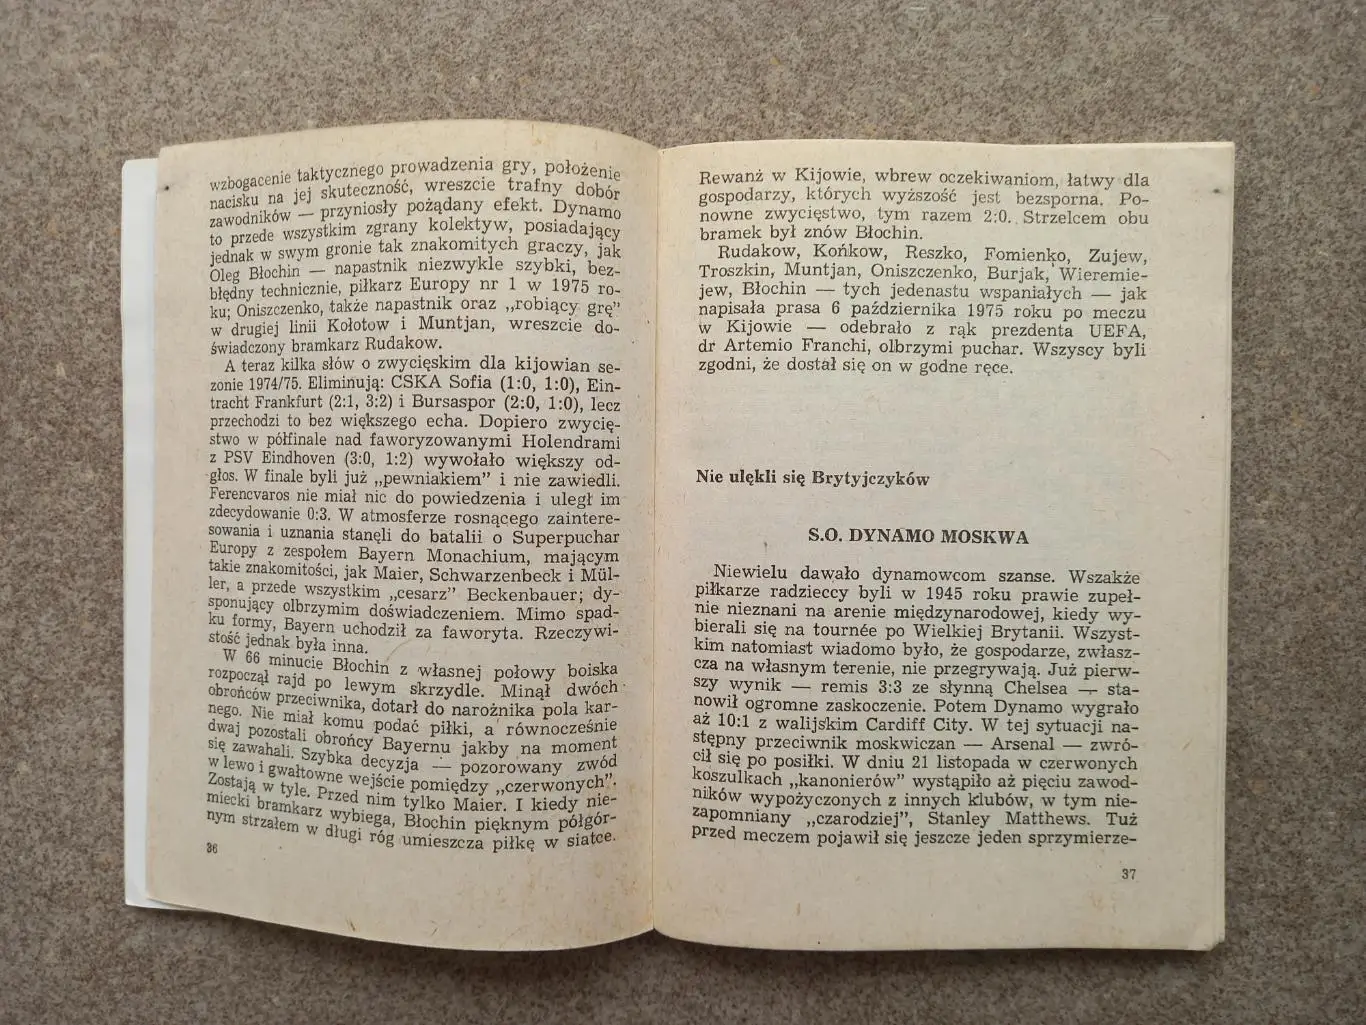 wzbogacenie taktycznego prowadzenia gry, położenie
nacisku na jej skuteczność, wreszcie trafny dobór
zawodników — przyniosły pożądany efekt. Dynamo
to przede wszystkim zgrany kolektyw, posiadający
jednak w swym gronie tak znakomitych graczy, jak
Oleg Błochin — napastnik niezwykle szybki, bez-
błędny technicznie, piłkarz Europy nr 1 w 1975 ro-
ku; Oniszczenko, także napastnik oraz „robiący grę”
w drugiej linii Kołotow i Muntjan, wreszcie do-
świadczony bramkarz Rudakow.
A teraz kilka słów o zwycięskim dla kijowian se-
zonie 1974/75. Eliminują: CSKA Sofia (1:0, 1:0), Ein-
tracht Frankfurt (2:1, 3:2) i Bursaspor (2:0, 1:0), lecz
przechodzi to bez większego echa. Dopiero zwycię-
stwo w półfinale nad faworyzowanymi Holendrami
z PSV Eindhoven (3:0, 1:2) wywołało większy od-
głos. W finale byli już „pewniakiem” i nie zawiedli.
Ferencvaros nie miał nic do powiedzenia i uległ im
zdecydowanie 0:3. W atmosferze rosnącego zaintere-
sowania i uznania stanęli do batalii o Superpuchar
Europy z zespołem Bayern Monachium, mającym
takie znakomitości, jak Maier, Schwarzenbeck i Mül-
ler, a przede wszystkim „cesarz” Beckenbauer; dy-
sponujący olbrzymim doświadczeniem. Mimo spad-
ku formy, Bayern uchodził za faworyta. Rzeczywi-
stość jednak była inna.
W 66 minucie Błochin z własnej połowy boiska
rozpoczął rajd po lewym skrzydle. Minął dwóch
obrońców przeciwnika, dotarł do narożnika pola kar-
nego. Nie miał komu podać piłki, a równocześnie
dwaj pozostali obrońcy Bayernu jakby na moment
się zawahali. Szybka decyzja — pozorowany zwód
w lewo i gwałtowne wejście pomiędzy „czerwonych”.
Zostają w tyle. Przed nim tylko Maier. I kiedy nie-
miecki bramkarz wybiega, Błochin pięknym półgór-
nym strzałem w długi róg umieszcza piłkę w siatce.
36
Rewanż w Kijowie, wbrew oczekiwaniom, łatwy dla
gospodarzy, których wyższość jest bezsporna. Po-
nowne zwycięstwo, tym razem 2:0. Strzelcem obu
bramek był znów Błochin.
Rudakow, Końkow, Reszko, Fomienko, Zujew,
Troszkin, Muntjan, Oniszczenko, Burjak, Wieremie-
jew, Błochin — tych jedenastu wspaniałych — jak
napisała prasa 6 października 1975 roku po meczu
w Kijowie — odebrało z rąk prezdenta UEFA,
dr Artemio Franchi, olbrzymi puchar. Wszyscy byli
zgodni, że dostał się on w godne ręce.
Nie ulękli się Brytyjczyków
S.O. DYNAMO MOSKWA
Niewielu dawało dynamowcom szanse. Wszakże
piłkarze radzieccy byli w 1945 roku prawie zupeł-
nie nieznani na arenie międzynarodowej, kiedy wy-
bierali się na tournée po Wielkiej Brytanii. Wszyst-
kim natomiast wiadomo było, że gospodarze, zwłasz-
cza na własnym terenie, nie przegrywają. Już pierw-
szy wynik — remis 3:3 ze słynną Chelsea — sta-
nowił ogromne zaskoczenie. Potem Dynamo wygrało
aż 10:1 z walijskim Cardiff City. W tej sytuacji na-
stępny przeciwnik moskwiczan — Arsenal — zwró-
cił się po posiłki. W dniu 21 listopada w czerwonych
koszulkach „kanonierów” wystąpiło aż pięciu zawod-
ników wypożyczonych z innych klubów, w tym nie-
zapomniany „czarodziej”, Stanley Matthews. Tuż
przed meczem pojawił się jeszcze jeden sprzymierze-
37